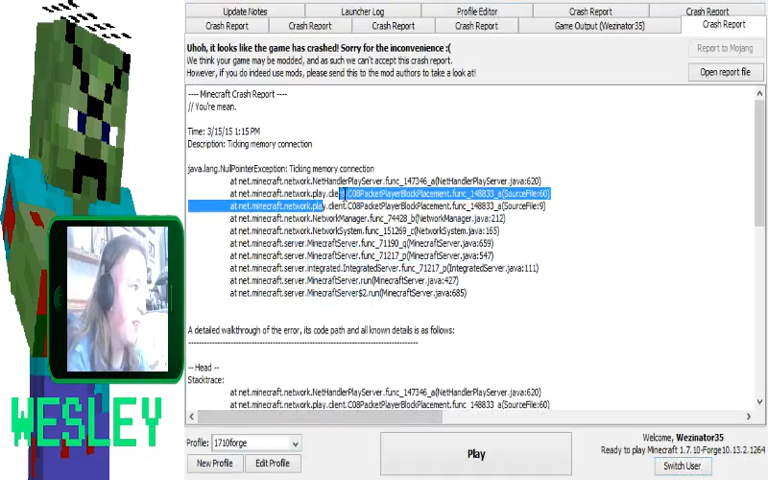 Update Notes
Launcher Log
Profile Editor
Crash Report
Crash Report
Crash Report
Crash Report
Crash Report
Crash Report
Game Output (Wezinator35)
Crash Report
Uhoh, it looks like the game has crashed! Sorry for the inconvenience :(
Report to Mojang
We think your game may be modded, and as such we can't accept this crash report.
However, if you do indeed use mods, please send this to the mod authors to take a look at!
Open report file
---- Minecraft Crash Report ----
// You're mean.
Time: 3/15/15 1:15 PM
Description: Ticking memory connection
java.lang.NullPointerException: Ticking memory connection
at net.minecraft.network.NetHandlerPlayServer.func_147346_a(NetHandlerPlayServer.java:620)
at net.minecraft.network.play.client.C08PacketPlayerBlockPlacement.func_148833_a(SourceFile:60)
at net.minecraft.network.play.client.C08PacketPlayerBlockPlacement.func_148833_a(SourceFile:9)
at net.minecraft.network.NetworkManager.func_74428_b(NetworkManager.java:212)
at net.minecraft.network.NetworkSystem.func_151269_c(NetworkSystem.java:165)
at net.minecraft.server.MinecraftServer.func_71190_q(MinecraftServer.java:659)
at net.minecraft.server.MinecraftServer.func_71217_p(MinecraftServer.java:547)
at net.minecraft.server.integrated.IntegratedServer.func_71217_p(IntegratedServer.java:111)
at net.minecraft.server.MinecraftServer.run(MinecraftServer.java:427)
at net.minecraft.server.MinecraftServer$2.run(MinecraftServer.java:685)
A detailed walkthrough of the error, its code path and all known details is as follows:
---------------------------------------------------------------------------------------
-- Head --
Stacktrace:
at net.minecraft.network.NetHandlerPlayServer.func_147346_a(NetHandlerPlayServer.java:620)
at net.minecraft.network.play.client.C08PacketPlayerBlockPlacement.func_148833_a(SourceFile:60)
WESLEY
Profile:
1710forge
New Profile
Edit Profile
Play
Welcome, Wezinator35
Ready to play Minecraft 1.7.10-Forge10.13.2.1264
Switch User